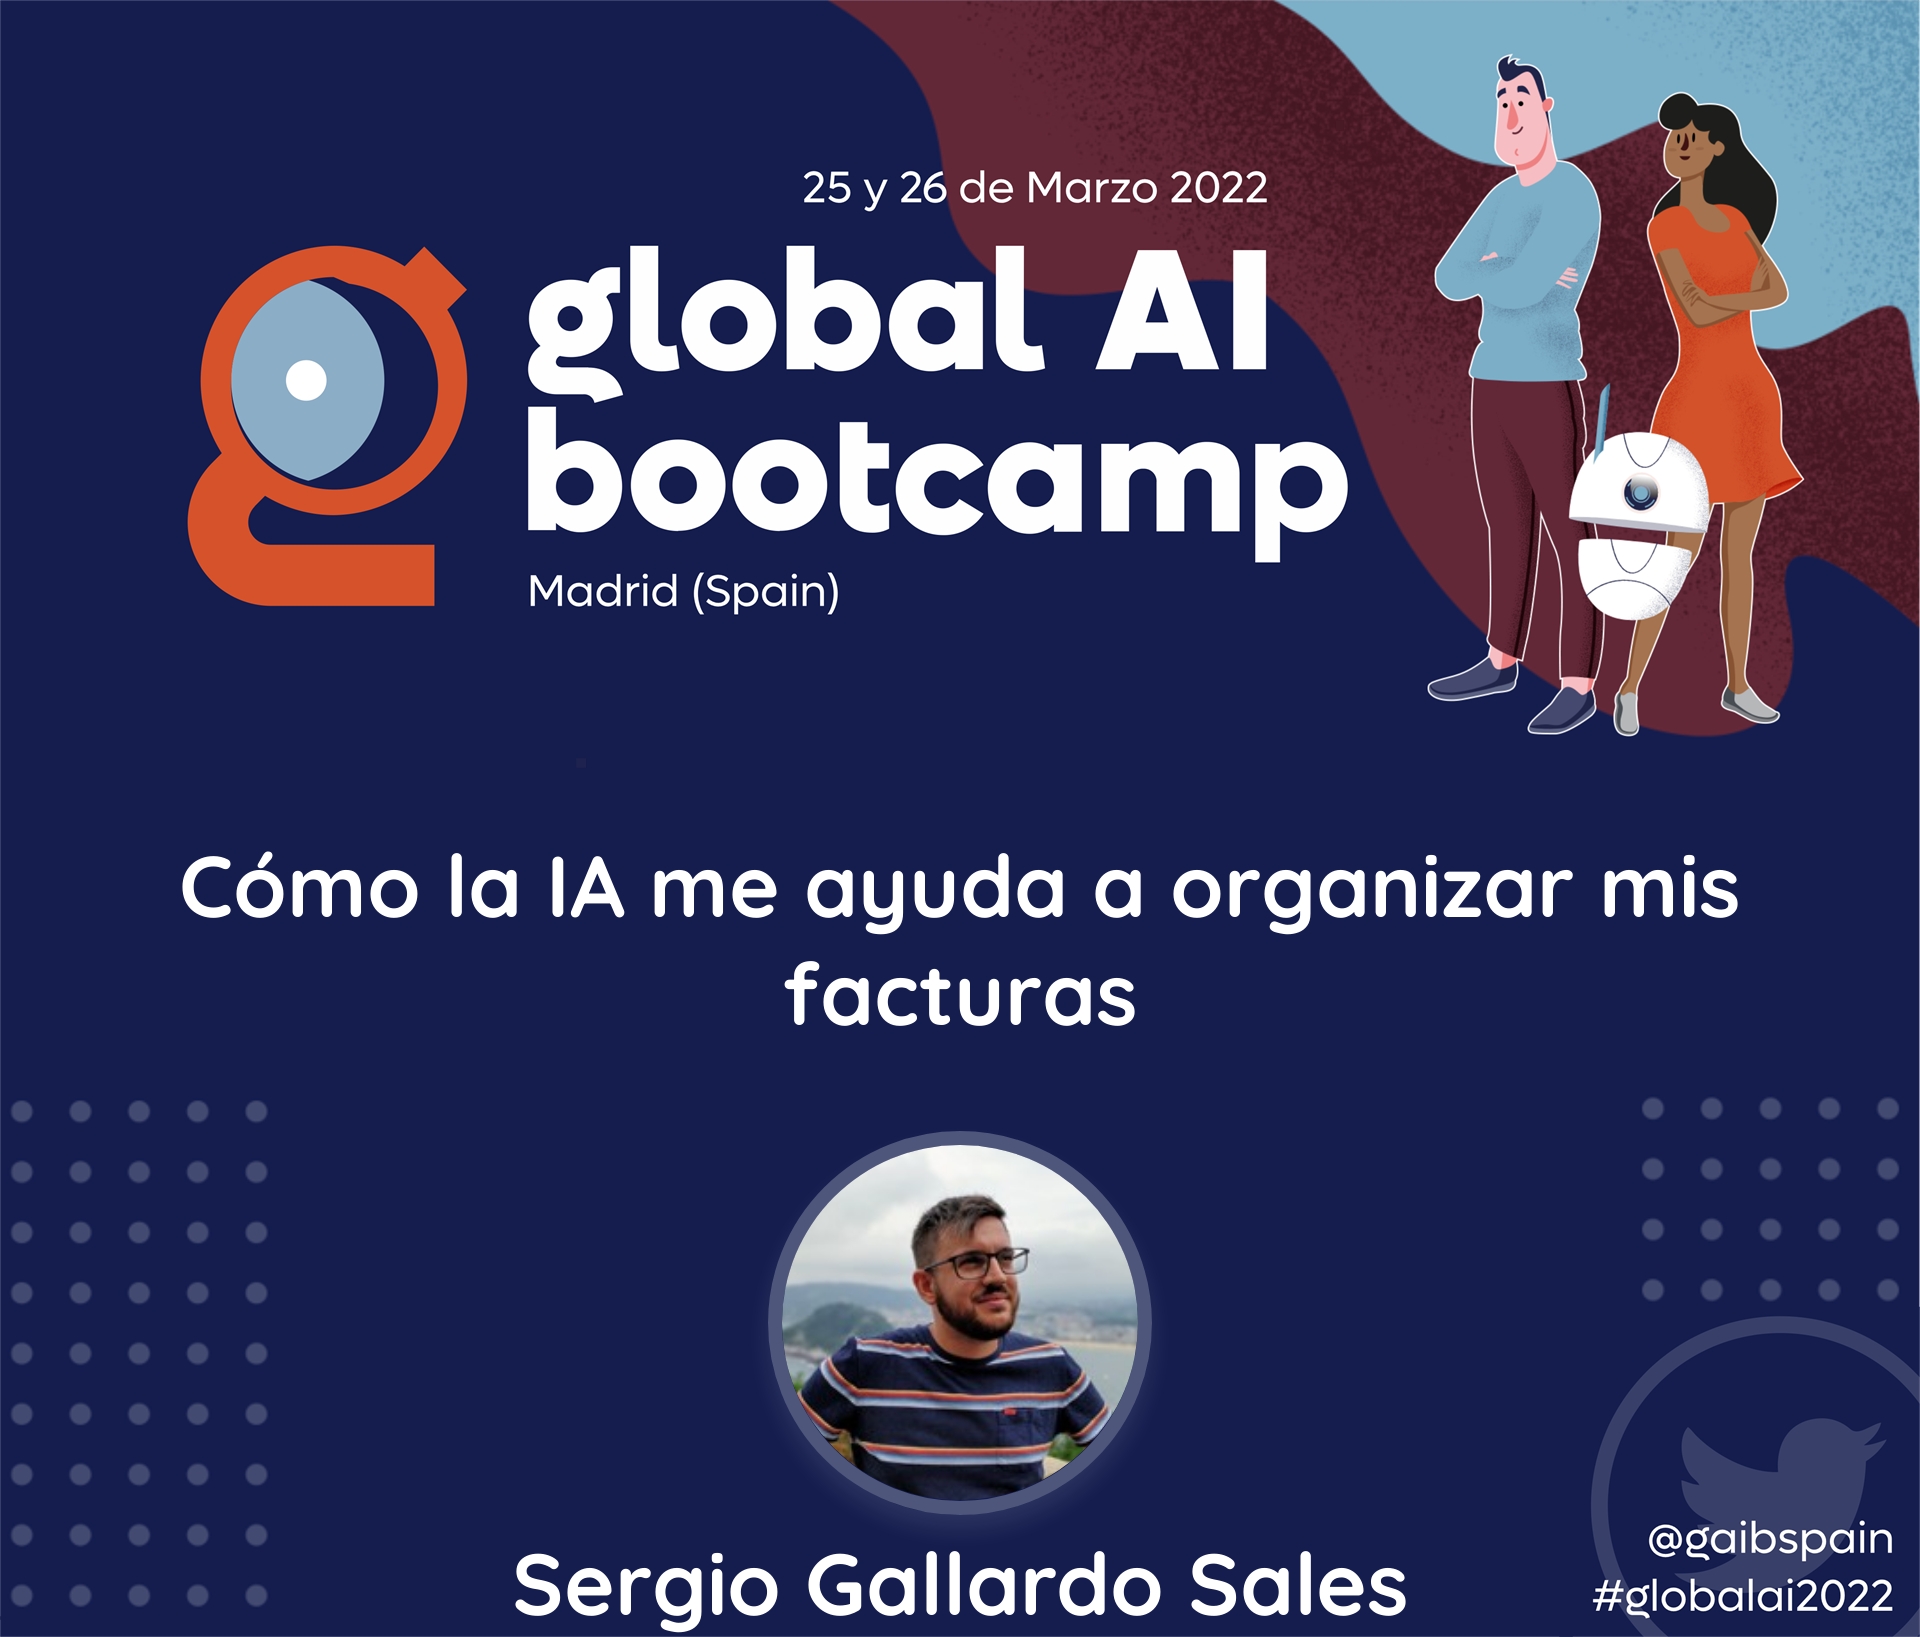 25 y 26 de Marzo 2022
global AI
bootcamp
Madrid (Spain)
Cómo la IA me ayuda a organizar mis
facturas
Sergio Gallardo Sales
@gaibspain
#globalai2022